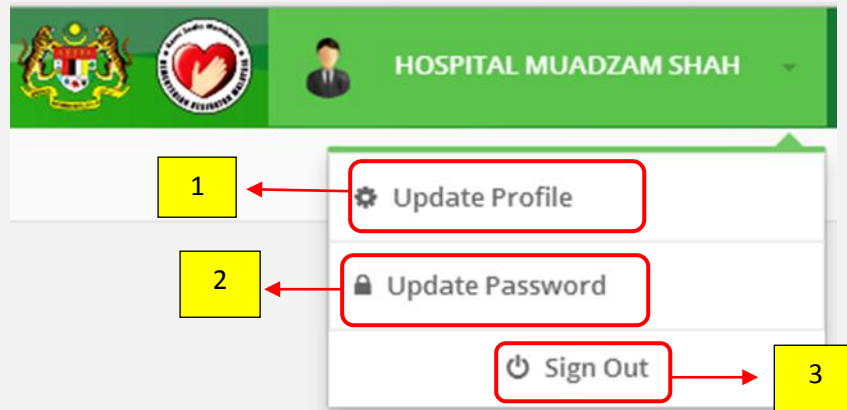 HOSPITAL MUADZAM SHAH
1
Update Profile
2
Update Password
Sign Out
3